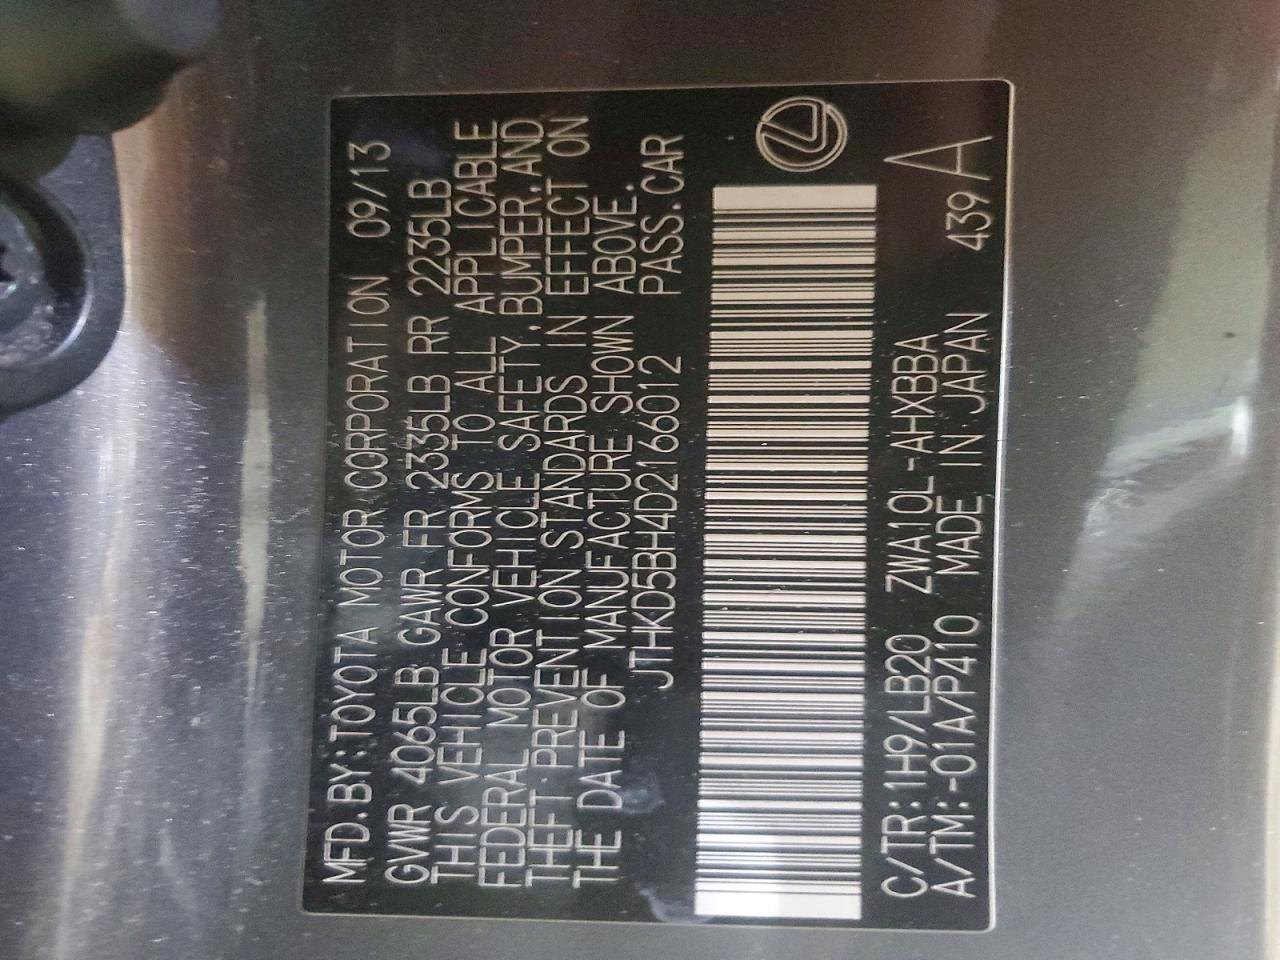 MFD.BY:TOYOTA MOTOR CORPORATION 09/13
GVWR 4065LB GAWR FR 2335LB RR 2235LB
THIS VEHICLE CONFORMS TO ALL APPLICABLE
FEDERAL MOTOR VEHICLE SAFETY,BUMPER,AND
THEFT PREVENTION STANDARDS IN EFFECT ON
THE DATE OF MANUFACTURE SHOWN ABOVE.
JTHKD5BH4D2166012 PASS.CAR
C/TR:1H9/LB20 ZWA10L-AHXBBA
A/TM:-01A/P410 MADE IN JAPAN 439 A